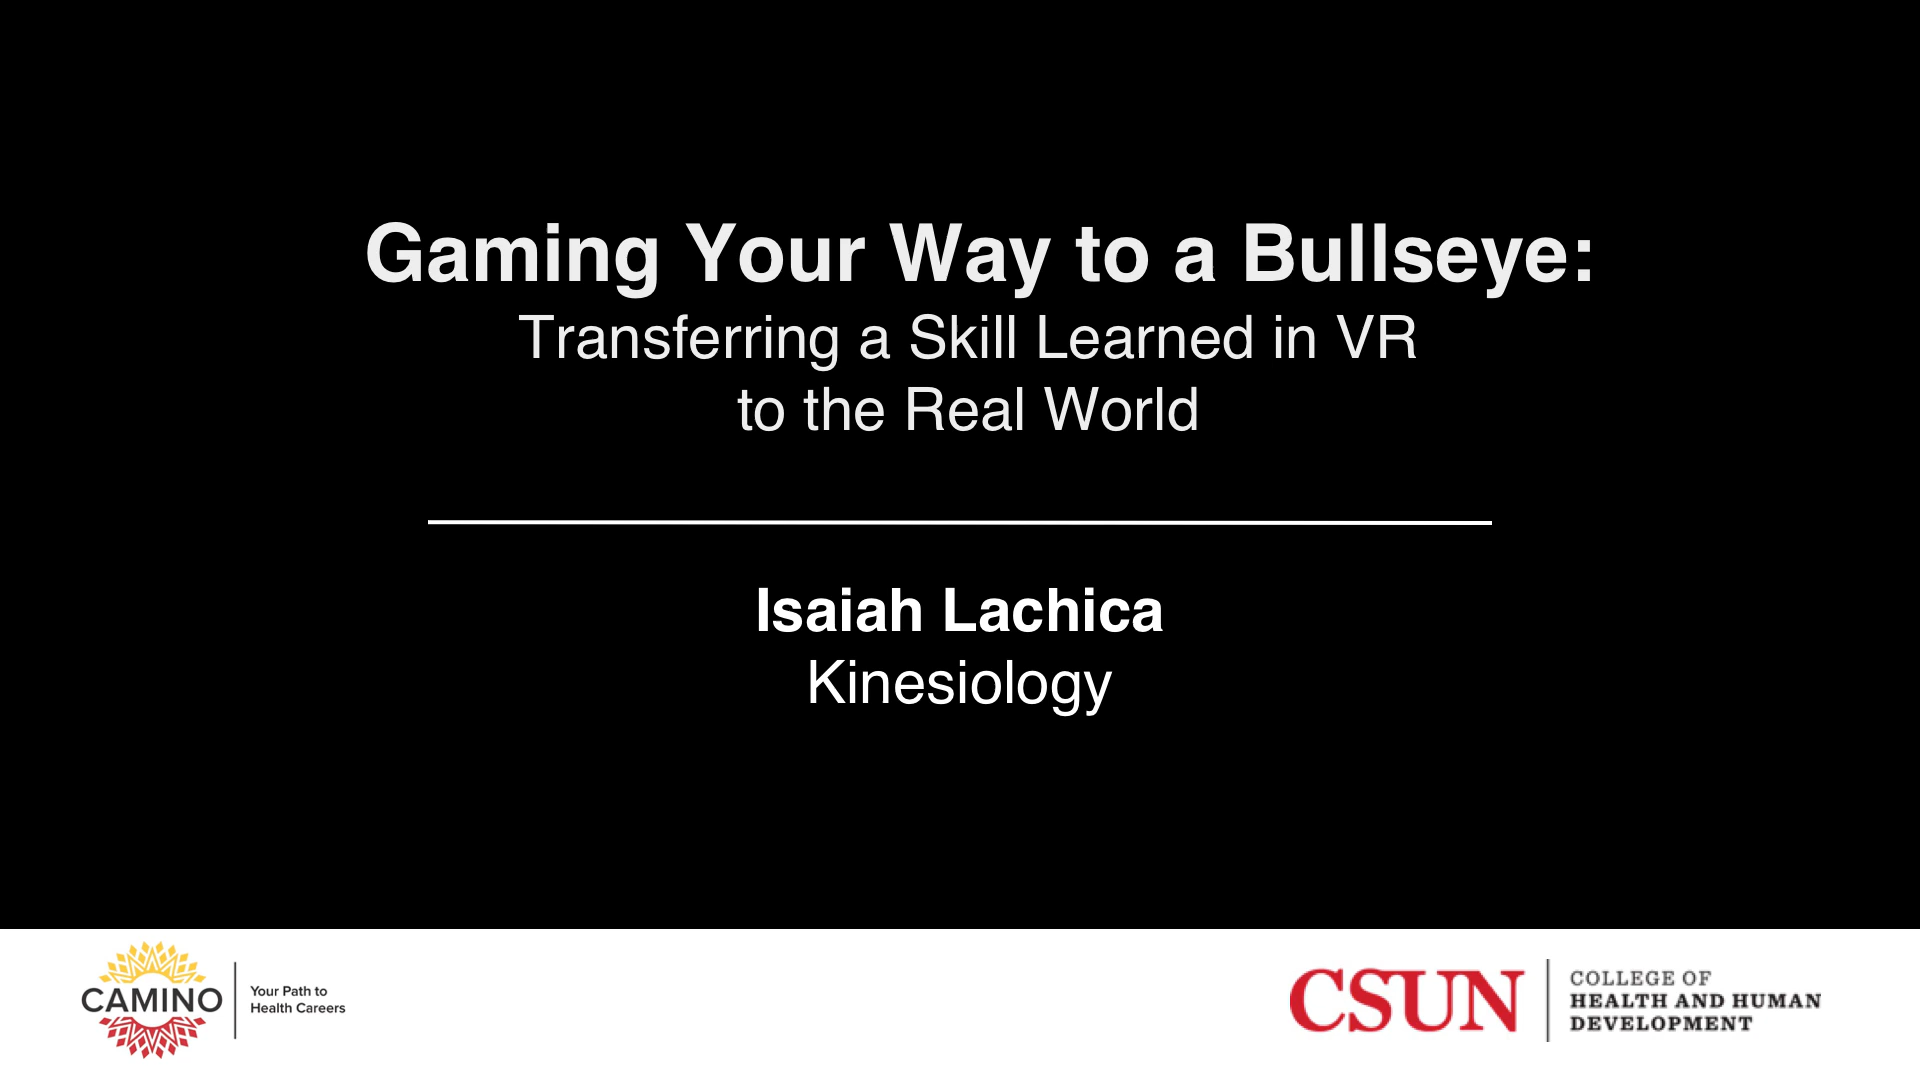 Gaming Your Way to a Bullseye:
Transferring a Skill Learned in VR
to the Real World
Isaiah Lachica
Kinesiology
CAMINO
Your Path to
Health Careers
CSUN
COLLEGE OF
HEALTH AND HUMAN
DEVELOPMENT